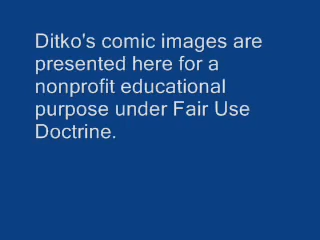 Ditko's comic images are
presented here for a
nonprofit educational
purpose under Fair Use
Doctrine.